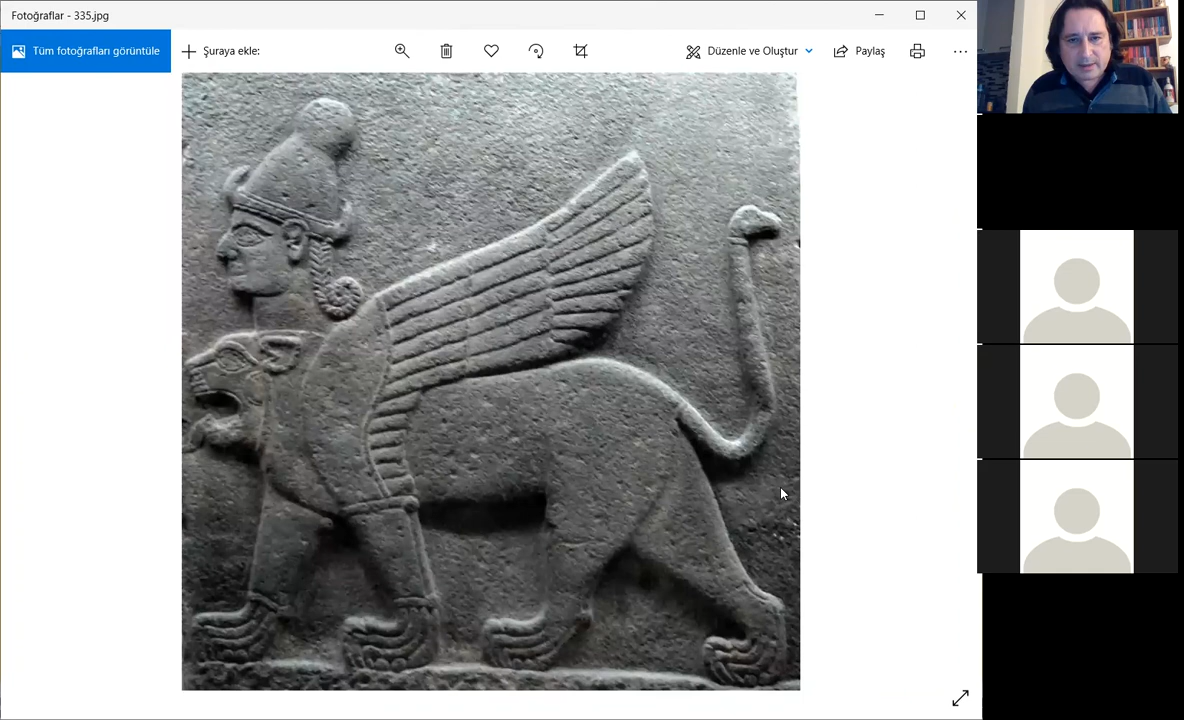 Fotoğraflar - 335.jpg
Tüm fotoğrafları görüntüle
Şuraya ekle:
Düzenle ve Oluştur
Paylaş